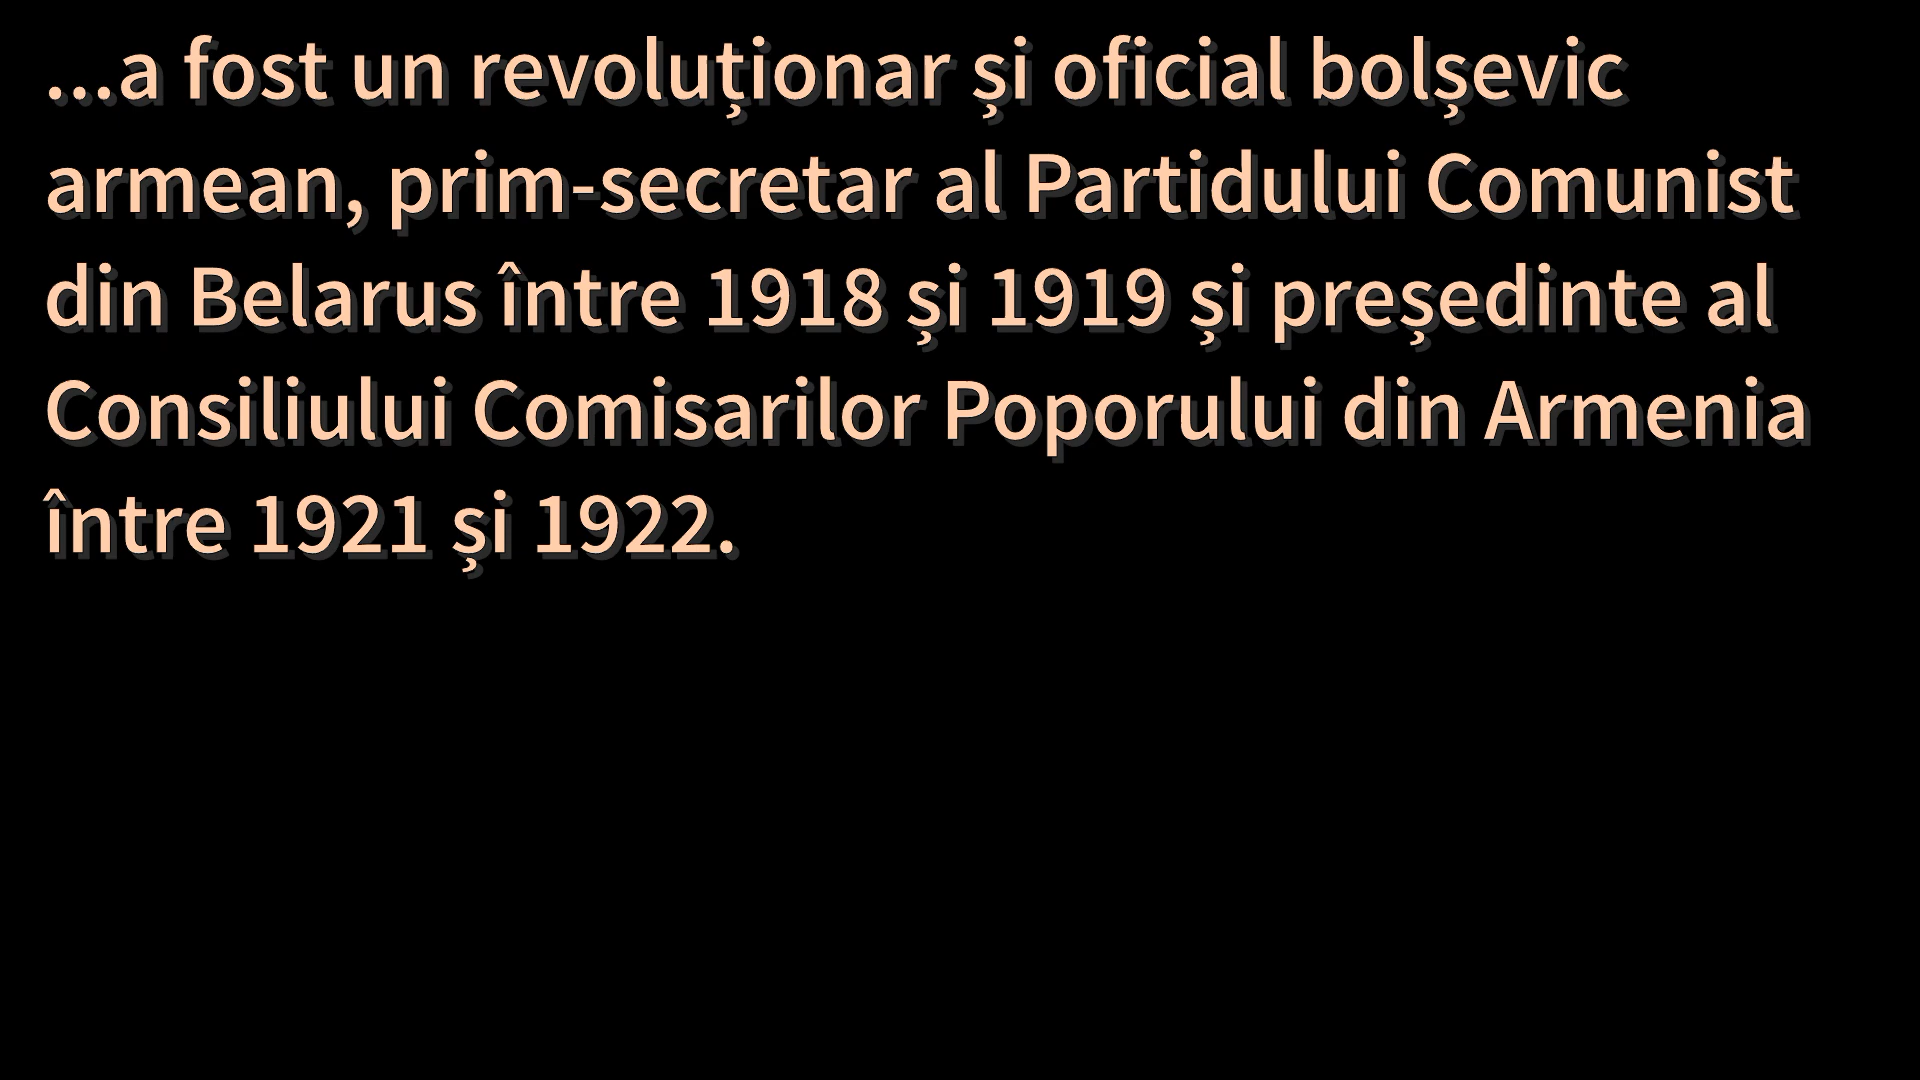 ...a fost un revoluționar și oficial bolșevic
armean, prim-secretar al Partidului Comunist
din Belarus între 1918 și 1919 și președinte al
Consiliului Comisarilor Poporului din Armenia
între 1921 și 1922.